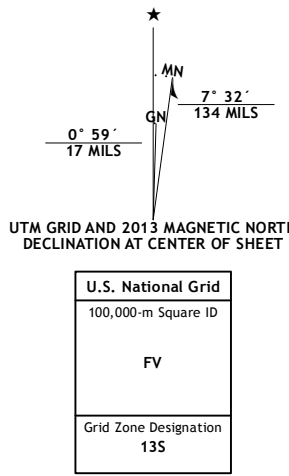 MN
GN
7° 32´
134 MILS
0° 59´
17 MILS
UTM GRID AND 2013 MAGNETIC NORTH
DECLINATION AT CENTER OF SHEET
U.S. National Grid
100,000-m Square ID
FV
Grid Zone Designation
13S